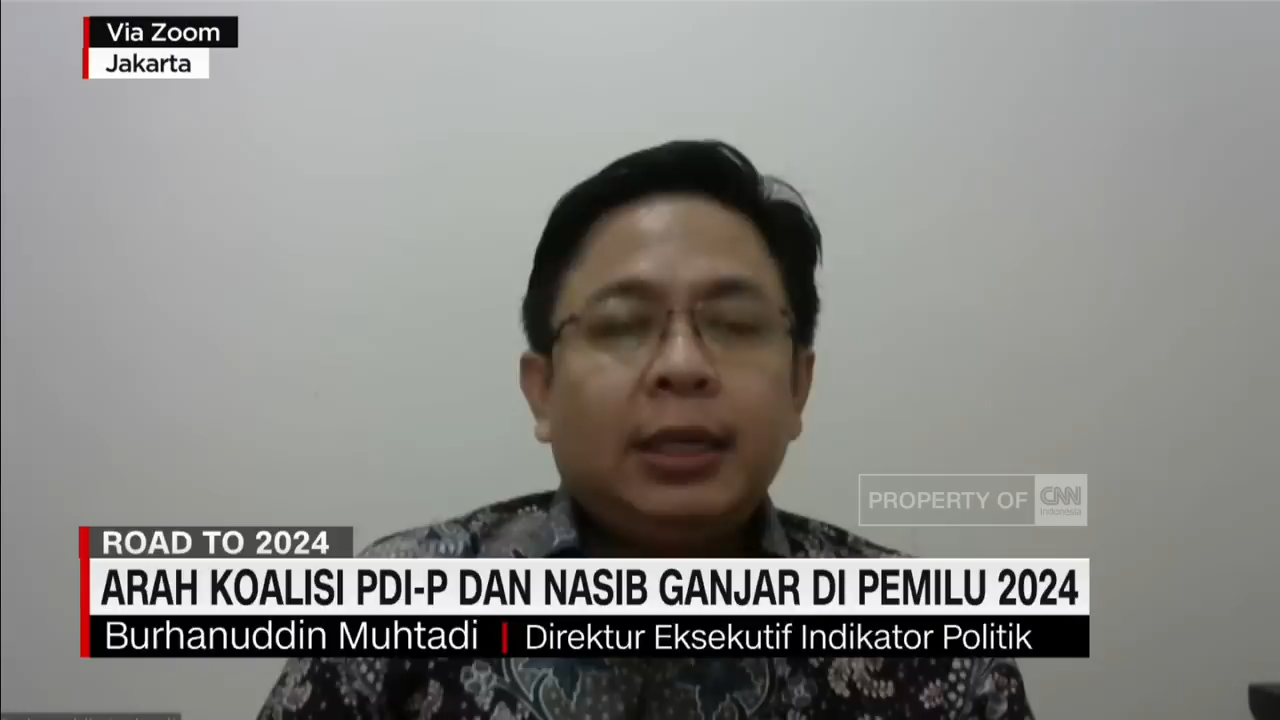 Via Zoom
Jakarta
PROPERTY OF CNN Indonesia
ROAD TO 2024
ARAH KOALISI PDI-P DAN NASIB GANJAR DI PEMILU 2024
Burhanuddin Muhtadi | Direktur Eksekutif Indikator Politik